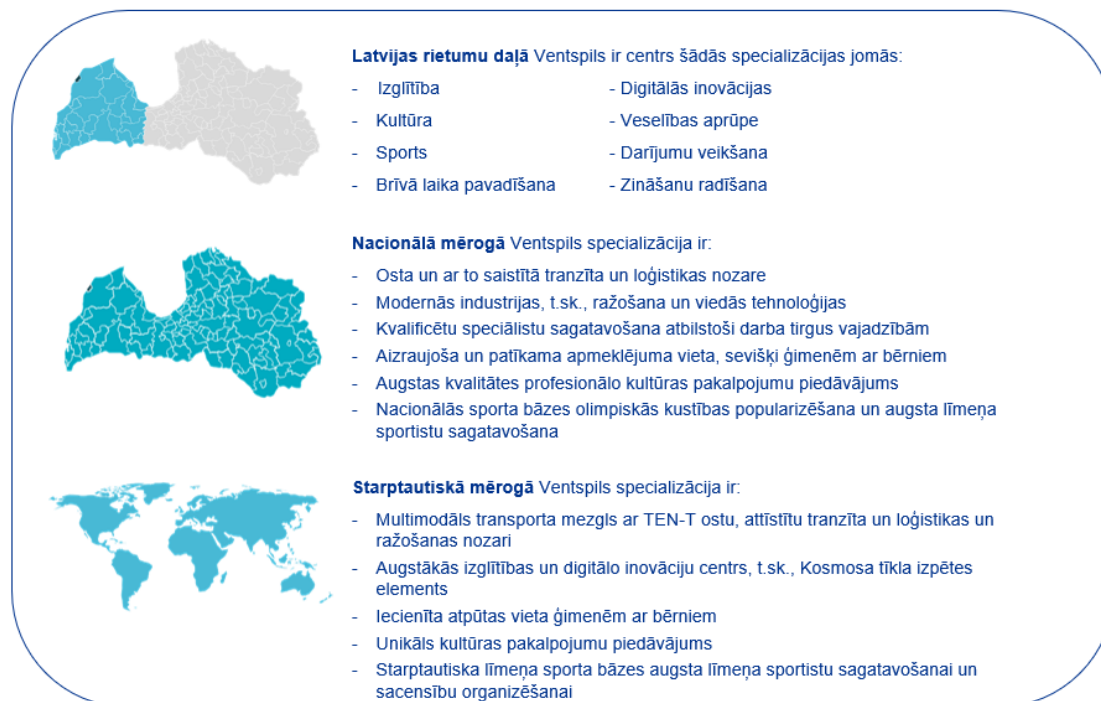 Latvijas rietumu daļā Ventspils ir centrs šādās specializācijas jomās:
- Izglītība - Digitālās inovācijas
- Kultūra - Veselības aprūpe
- Sports - Darījumu veikšana
- Brīvā laika pavadīšana - Zināšanu radīšana
Nacionālā mērogā Ventspils specializācija ir:
- Osta un ar to saistītā tranzīta un loģistikas nozare
- Modernās industrijas, t.sk., ražošana un viedās tehnoloģijas
- Kvalificētu speciālistu sagatavošana atbilstoši darba tirgus vajadzībām
- Aizraujoša un patīkama apmeklējuma vieta, sevišķi ģimenēm ar bērniem
- Augstas kvalitātes profesionālo kultūras pakalpojumu piedāvājums
- Nacionālās sporta bāzes olimpiskās kustības popularizēšana un augsta līmeņa
sportistu sagatavošana
Starptautiskā mērogā Ventspils specializācija ir:
- Multimodāls transporta mezgls ar TEN-T ostu, attīstītu tranzīta un loģistikas un
ražošanas nozari
- Augstākās izglītības un digitālo inovāciju centrs, t.sk., Kosmosa tīkla izpētes
elements
- Iecienīta atpūtas vieta ģimenēm ar bērniem
- Unikāls kultūras pakalpojumu piedāvājums
- Starptautiska līmeņa sporta bāzes augsta līmeņa sportistu sagatavošanai un
sacensību organizēšanai